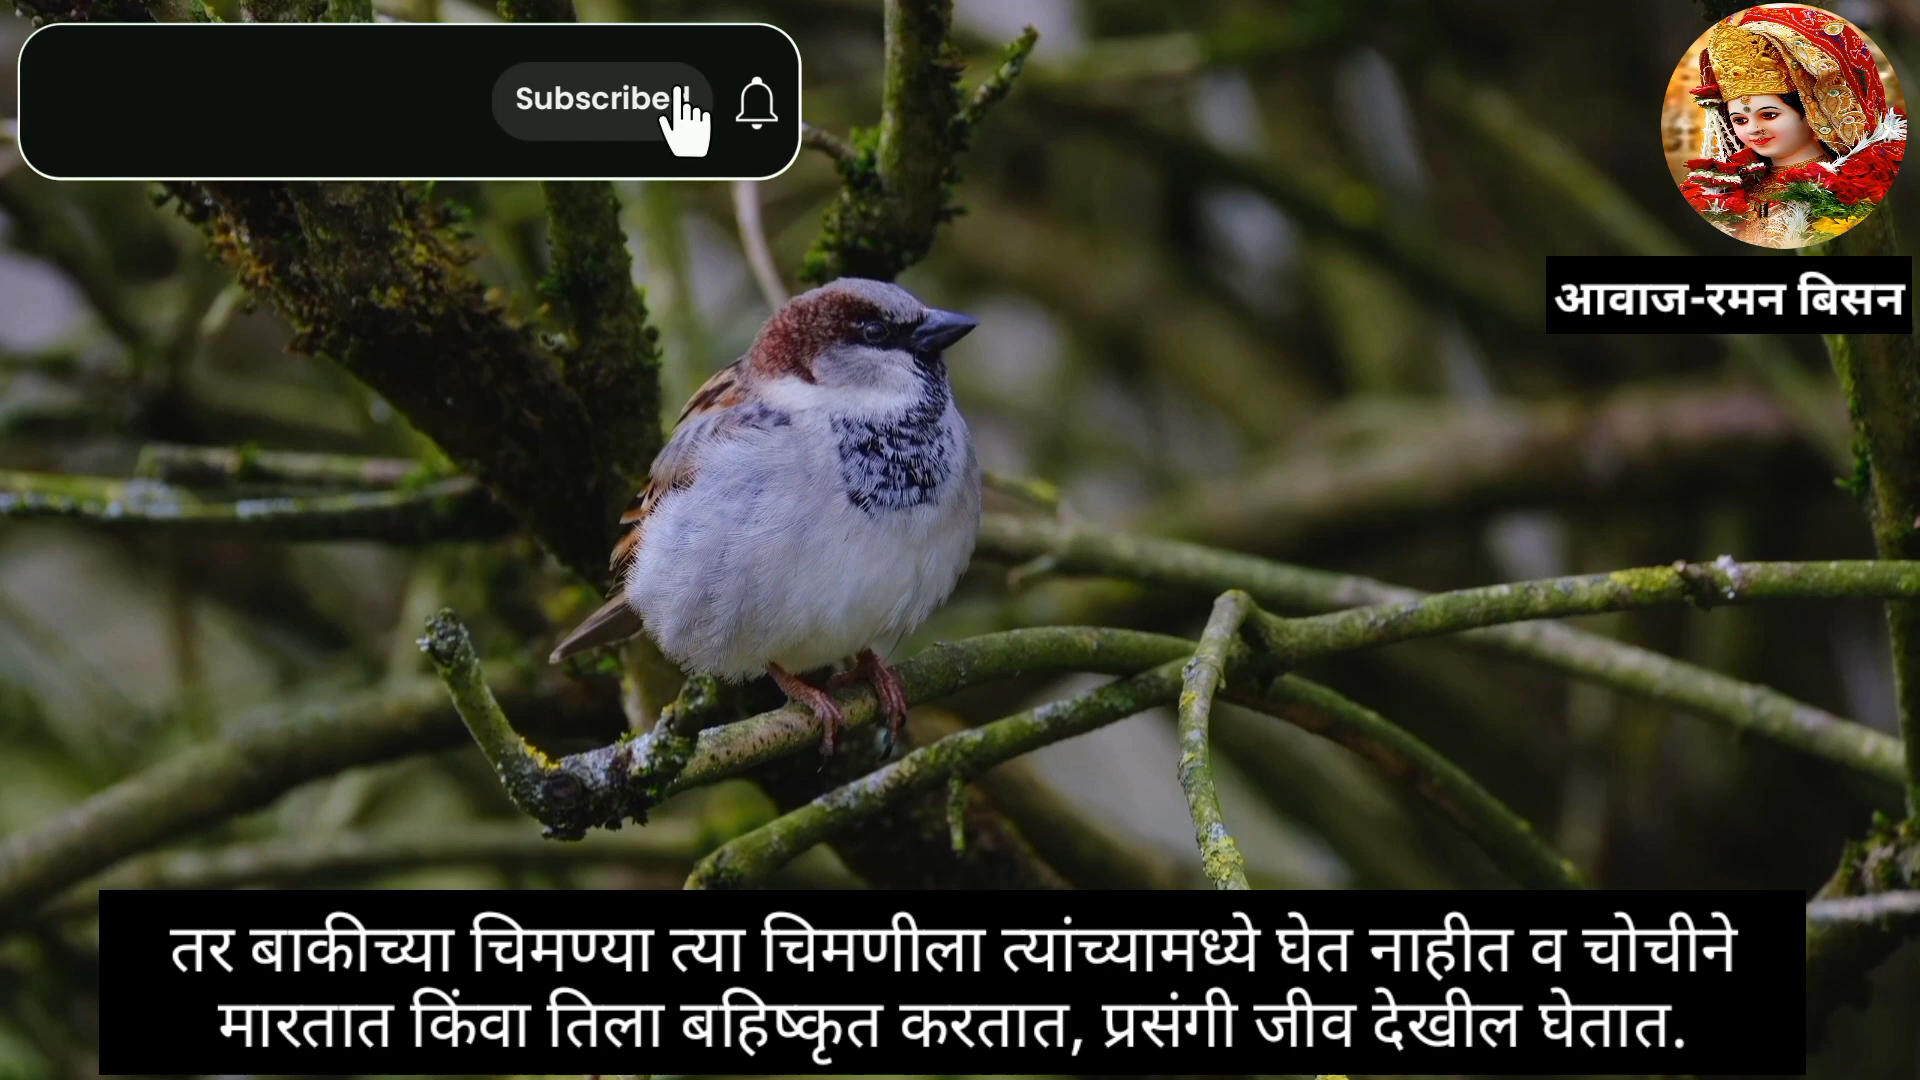 Subscribe
आवाज-रमन बिसन
तर बाकीच्या चिमण्या त्या चिमणीला त्यांच्यामध्ये घेत नाहीत व चोचीने
मारतात किंवा तिला बहिष्कृत करतात, प्रसंगी जीव देखील घेतात.